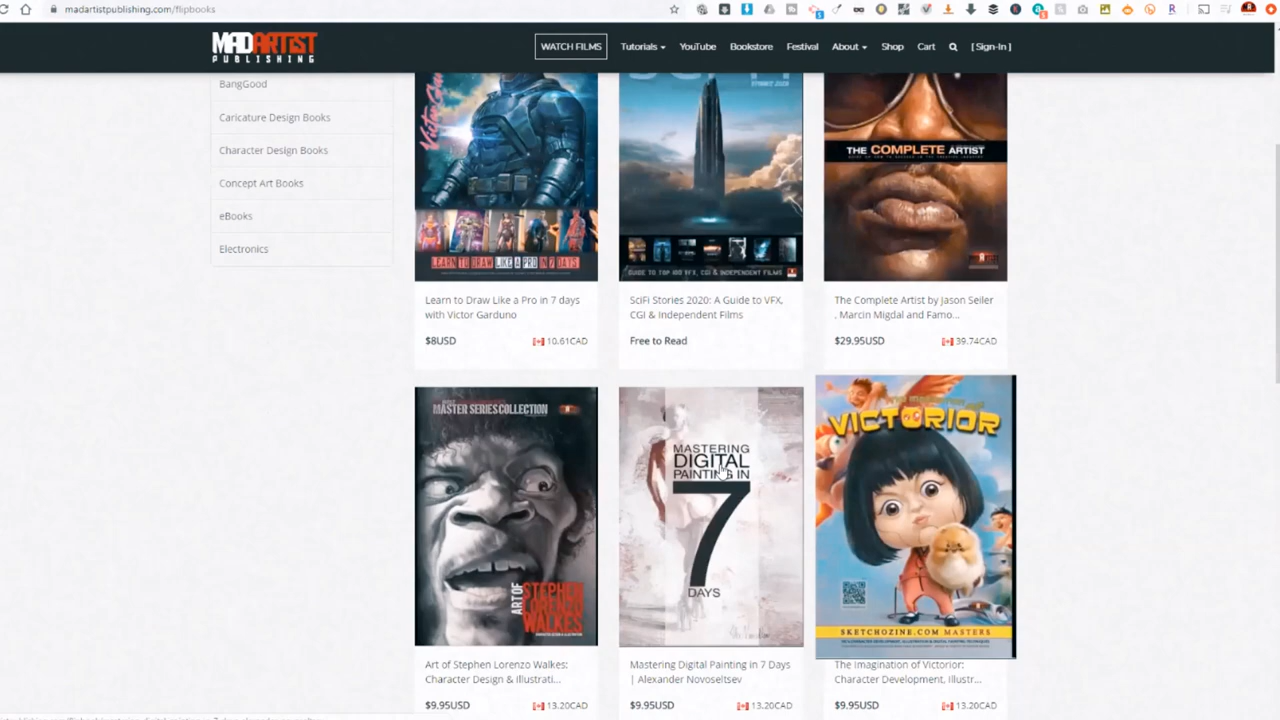 madartistpublishing.com/flipbooks
MADARTIST
PUBLISHING
WATCH FILMS
Tutorials
YouTube
Bookstore
Festival
About
Shop
Cart
[ Sign-In ]
BangGood
Caricature Design Books
Character Design Books
Concept Art Books
eBooks
Electronics
LEARN TO DRAW LIKE A PRO IN 7 DAYS
GUIDE TO TOP 100 VFX, CGI & INDEPENDENT FILMS
THE COMPLETE ARTIST
Learn to Draw Like a Pro in 7 days
with Victor Garduno
$8USD
10.61CAD
SciFi Stories 2020: A Guide to VFX,
CGI & Independent Films
Free to Read
The Complete Artist by Jason Seiler
, Marcin Migdal and Famo...
$29.95USD
39.74CAD
MASTER SERIES COLLECTION
ART OF
STEPHEN
LORENZO
WALKES
MASTERING
DIGITAL
PAINTING IN
7
DAYS
VICTORIOR
SKETCHOZINE.COM MASTERS
Art of Stephen Lorenzo Walkes:
Character Design & Illustrati...
$9.95USD
13.20CAD
Mastering Digital Painting in 7 Days
| Alexander Novoseltsev
$9.95USD
13.20CAD
The Imagination of Victorior:
Character Development, Illustr...
$9.95USD
13.20CAD